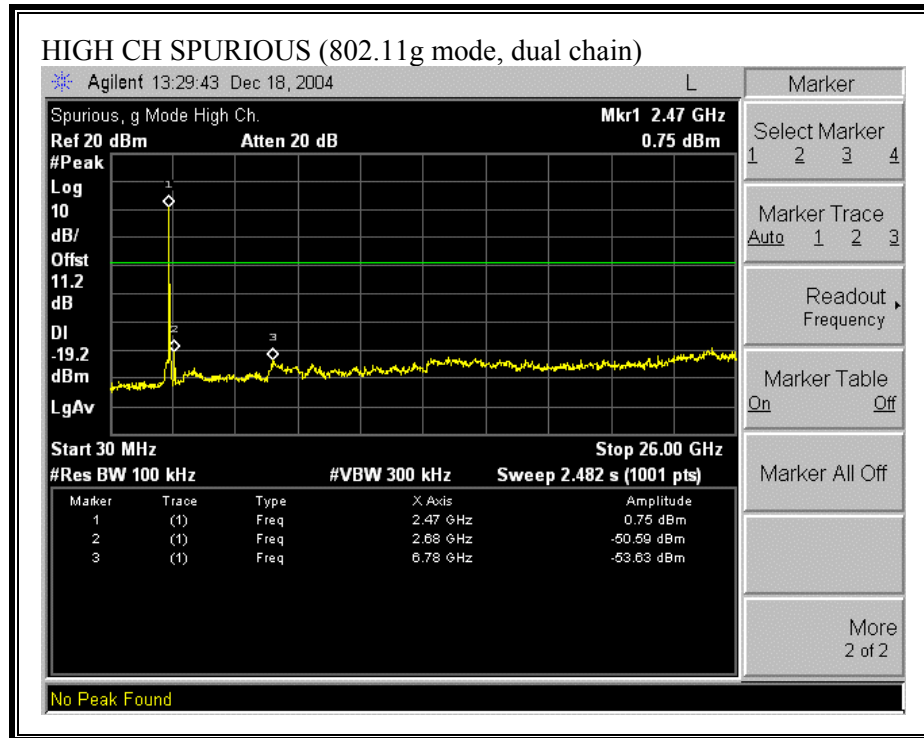 HIGH CH SPURIOUS (802.11g mode, dual chain)
Agilent 13:29:43 Dec 18, 2004 L
Spurious, g Mode High Ch. Mkr1 2.47 GHz
Ref 20 dBm Atten 20 dB 0.75 dBm
#Peak
Log
10
dB/
Offst
11.2
dB
DI
-19.2
dBm
LgAv
1
2
3
Start 30 MHz Stop 26.00 GHz
#Res BW 100 kHz #VBW 300 kHz Sweep 2.482 s (1001 pts)
Marker Trace Type X Axis Amplitude
1 (1) Freq 2.47 GHz 0.75 dBm
2 (1) Freq 2.68 GHz -50.59 dBm
3 (1) Freq 6.78 GHz -53.63 dBm
No Peak Found
Marker
Select Marker
1 2 3 4
Marker Trace
Auto 1 2 3
Readout
Frequency
Marker Table
On Off
Marker All Off
More
2 of 2